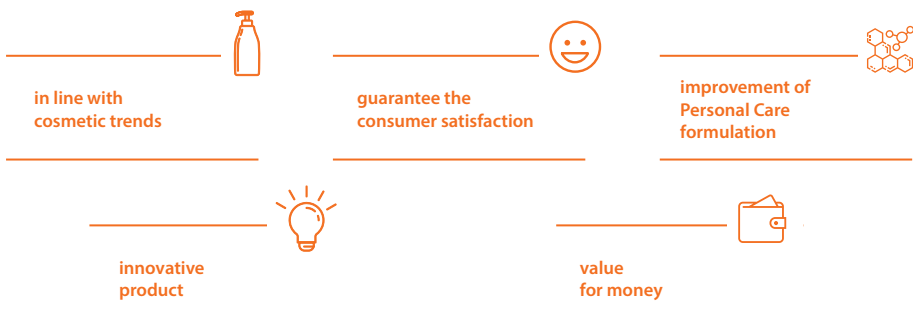 in line with
cosmetic trends
guarantee the
consumer satisfaction
improvement of
Personal Care
formulation
innovative
product
value
for money